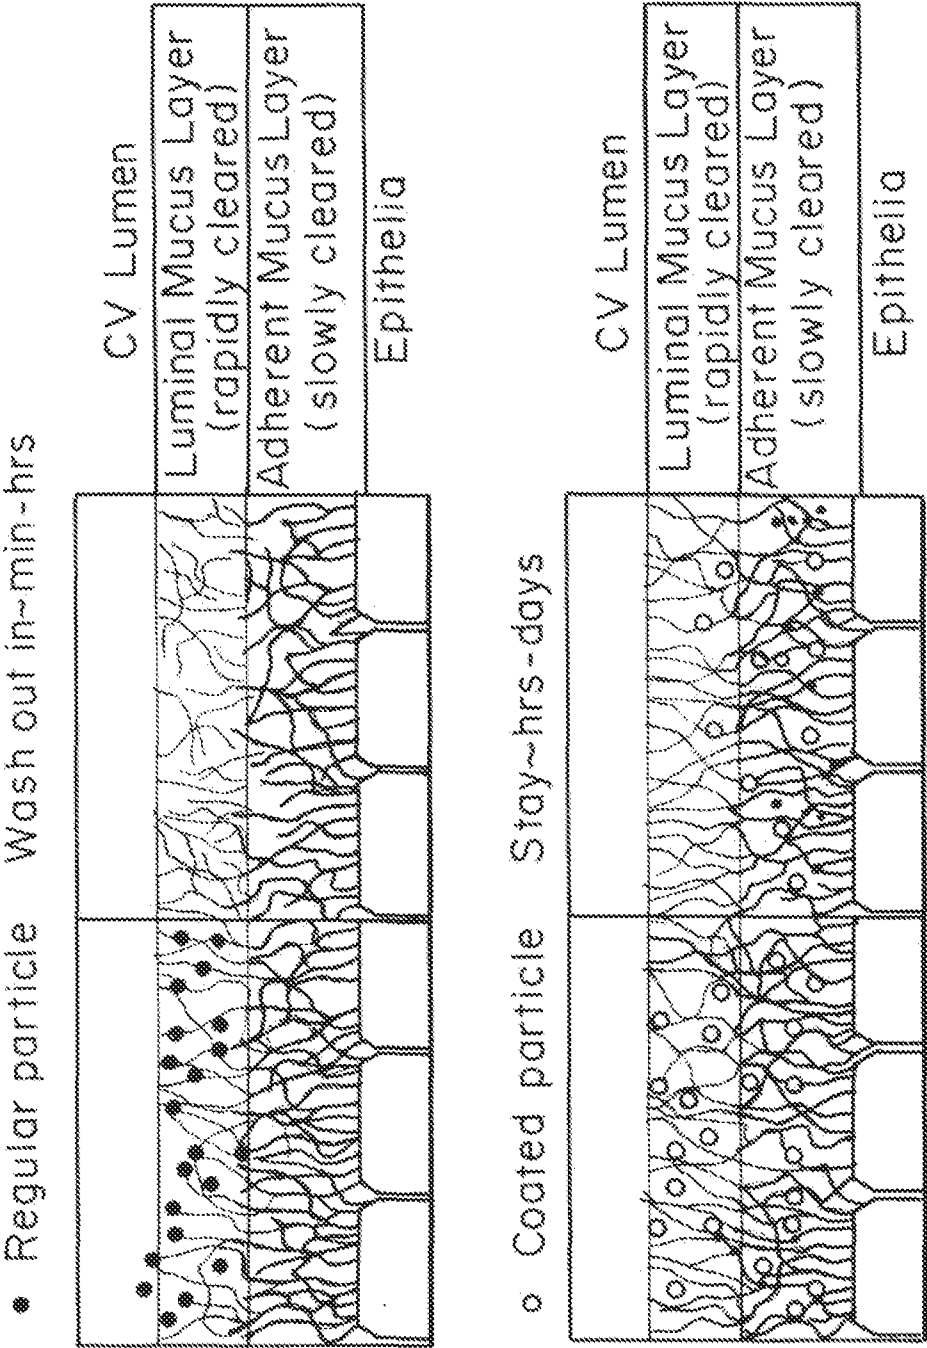 Regular particle Wash out in~min-hrs
CV Lumen
Luminal Mucus Layer
(rapidly cleared)
Adherent Mucus Layer
(slowly cleared)
Epithelia
Coated particle Stay~hrs-days
CV Lumen
Luminal Mucus Layer
(rapidly cleared)
Adherent Mucus Layer
(slowly cleared)
Epithelia